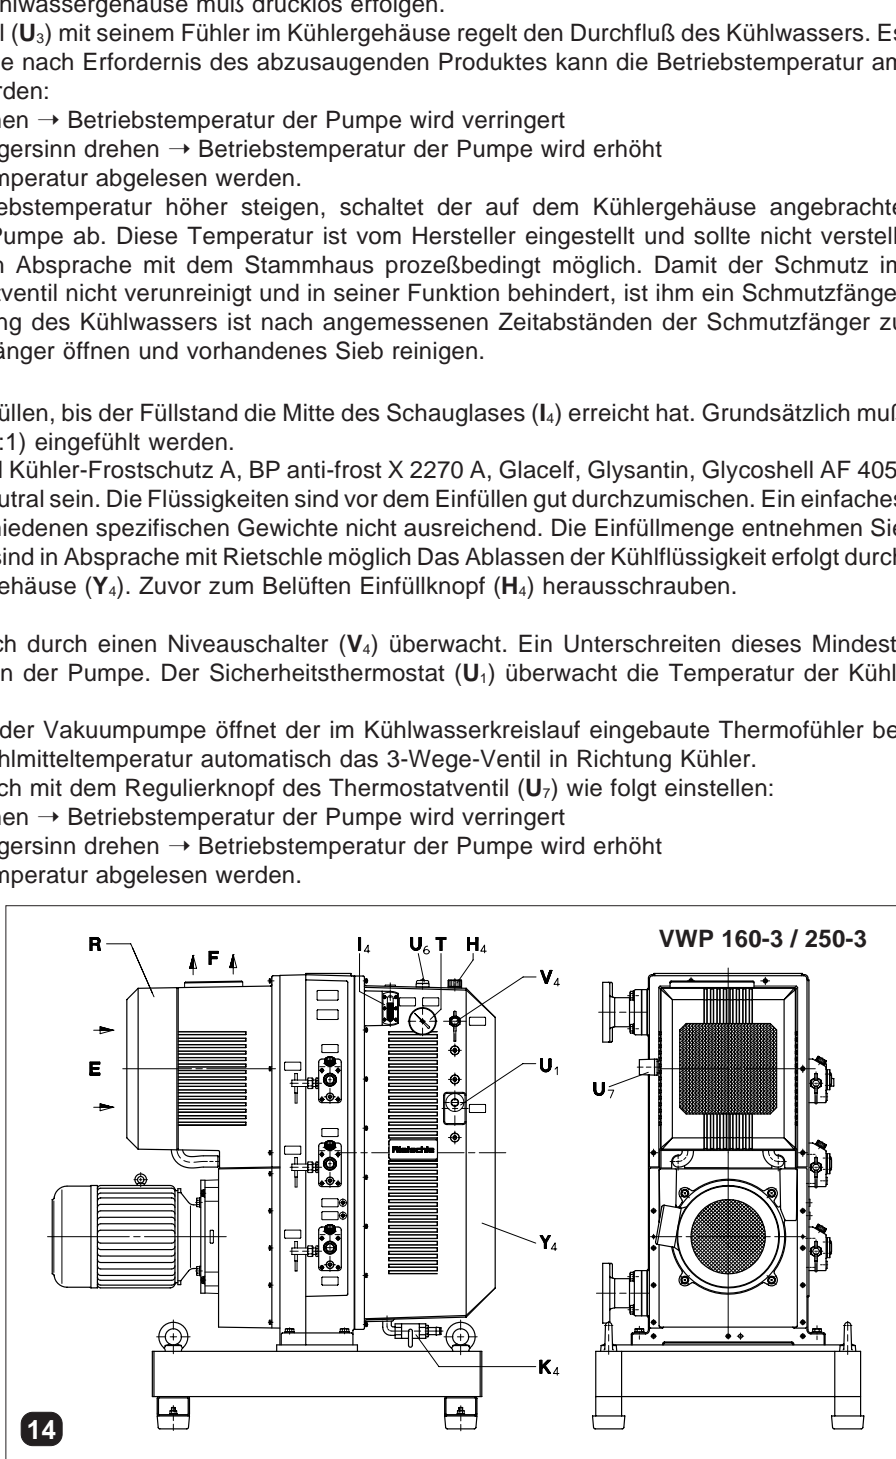 hlwassergehäuse muß drucklos erfolgen.
l (U₃) mit seinem Fühler im Kühlergehäuse regelt den Durchfluß des Kühlwassers. Es
e nach Erfordernis des abzusaugenden Produktes kann die Betriebstemperatur am
rden:
nen → Betriebstemperatur der Pumpe wird verringert
gersinn drehen → Betriebstemperatur der Pumpe wird erhöht
mperatur abgelesen werden.
ebstemperatur höher steigen, schaltet der auf dem Kühlergehäuse angebrachte
Pumpe ab. Diese Temperatur ist vom Hersteller eingestellt und sollte nicht verstell
n Absprache mit dem Stammhaus prozeßbedingt möglich. Damit der Schmutz im
tventil nicht verunreinigt und in seiner Funktion behindert, ist ihm ein Schmutzfänger
ng des Kühlwassers ist nach angemessenen Zeitabständen der Schmutzfänger zu
änger öffnen und vorhandenes Sieb reinigen.
üllen, bis der Füllstand die Mitte des Schauglases (I₄) erreicht hat. Grundsätzlich muß
:1) eingefühlt werden.
l Kühler-Frostschutz A, BP anti-frost X 2270 A, Glacelf, Glysantin, Glycoshell AF 405,
utral sein. Die Flüssigkeiten sind vor dem Einfüllen gut durchzumischen. Ein einfaches
hiedenen spezifischen Gewichte nicht ausreichend. Die Einfüllmenge entnehmen Sie
sind in Absprache mit Rietschle möglich Das Ablassen der Kühlflüssigkeit erfolgt durch
gehäuse (Y₄). Zuvor zum Belüften Einfüllknopf (H₄) herausschrauben.
ch durch einen Niveauschalter (V₄) überwacht. Ein Unterschreiten dieses Mindest-
en der Pumpe. Der Sicherheitsthermostat (U₁) überwacht die Temperatur der Kühl-
der Vakuumpumpe öffnet der im Kühlwasserkreislauf eingebaute Thermofühler bei
hlmitteltemperatur automatisch das 3-Wege-Ventil in Richtung Kühler.
ch mit dem Regulierknopf des Thermostatventil (U₇) wie folgt einstellen:
nen → Betriebstemperatur der Pumpe wird verringert
gersinn drehen → Betriebstemperatur der Pumpe wird erhöht
mperatur abgelesen werden.
VWP 160-3 / 250-3
R F I₄ U₆ T H₄
V₄
E
U₁
U₇
Rietschle
Y₄
K₄
14